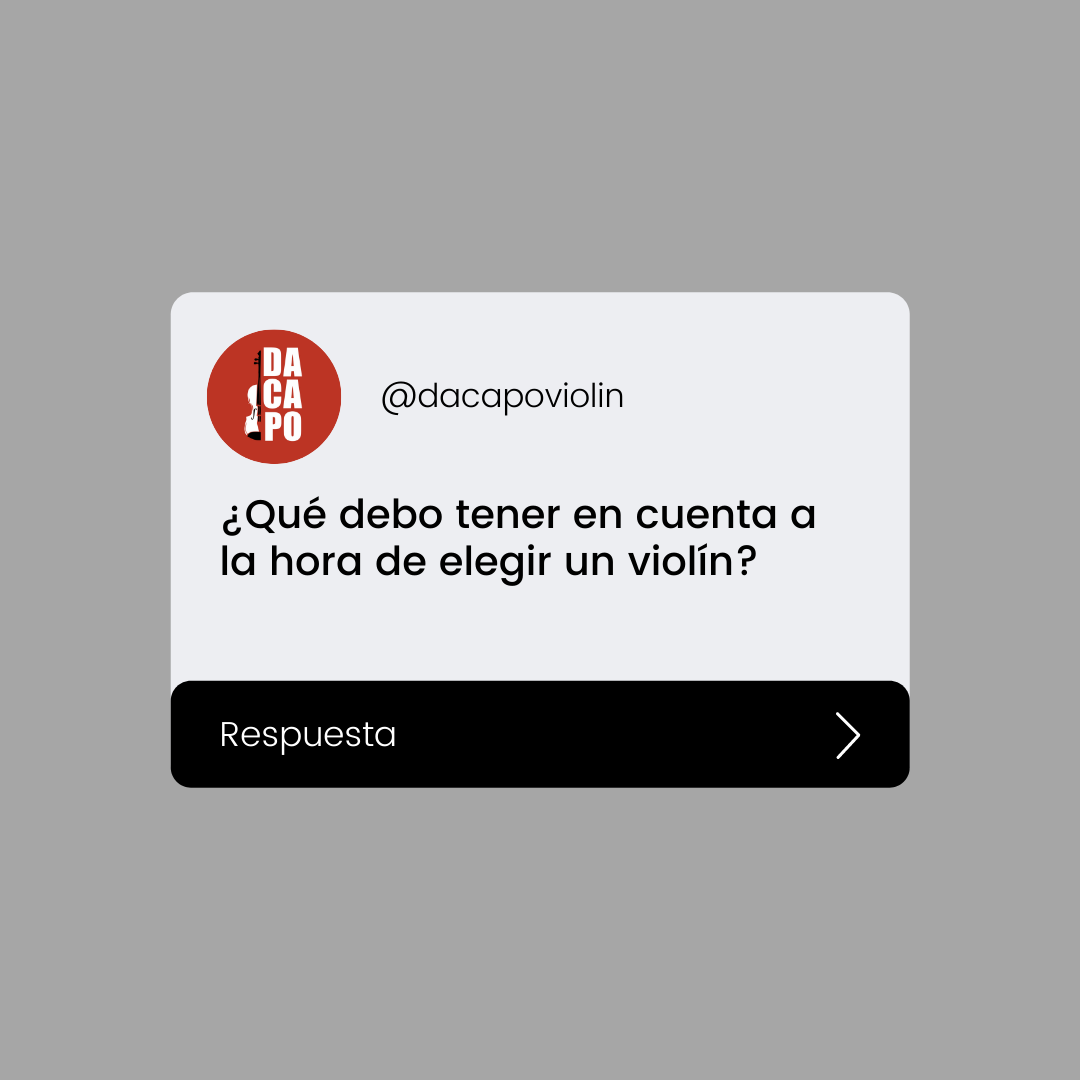 DA
CA
PO
@dacapoviolin
¿Qué debo tener en cuenta a
la hora de elegir un violín?
Respuesta